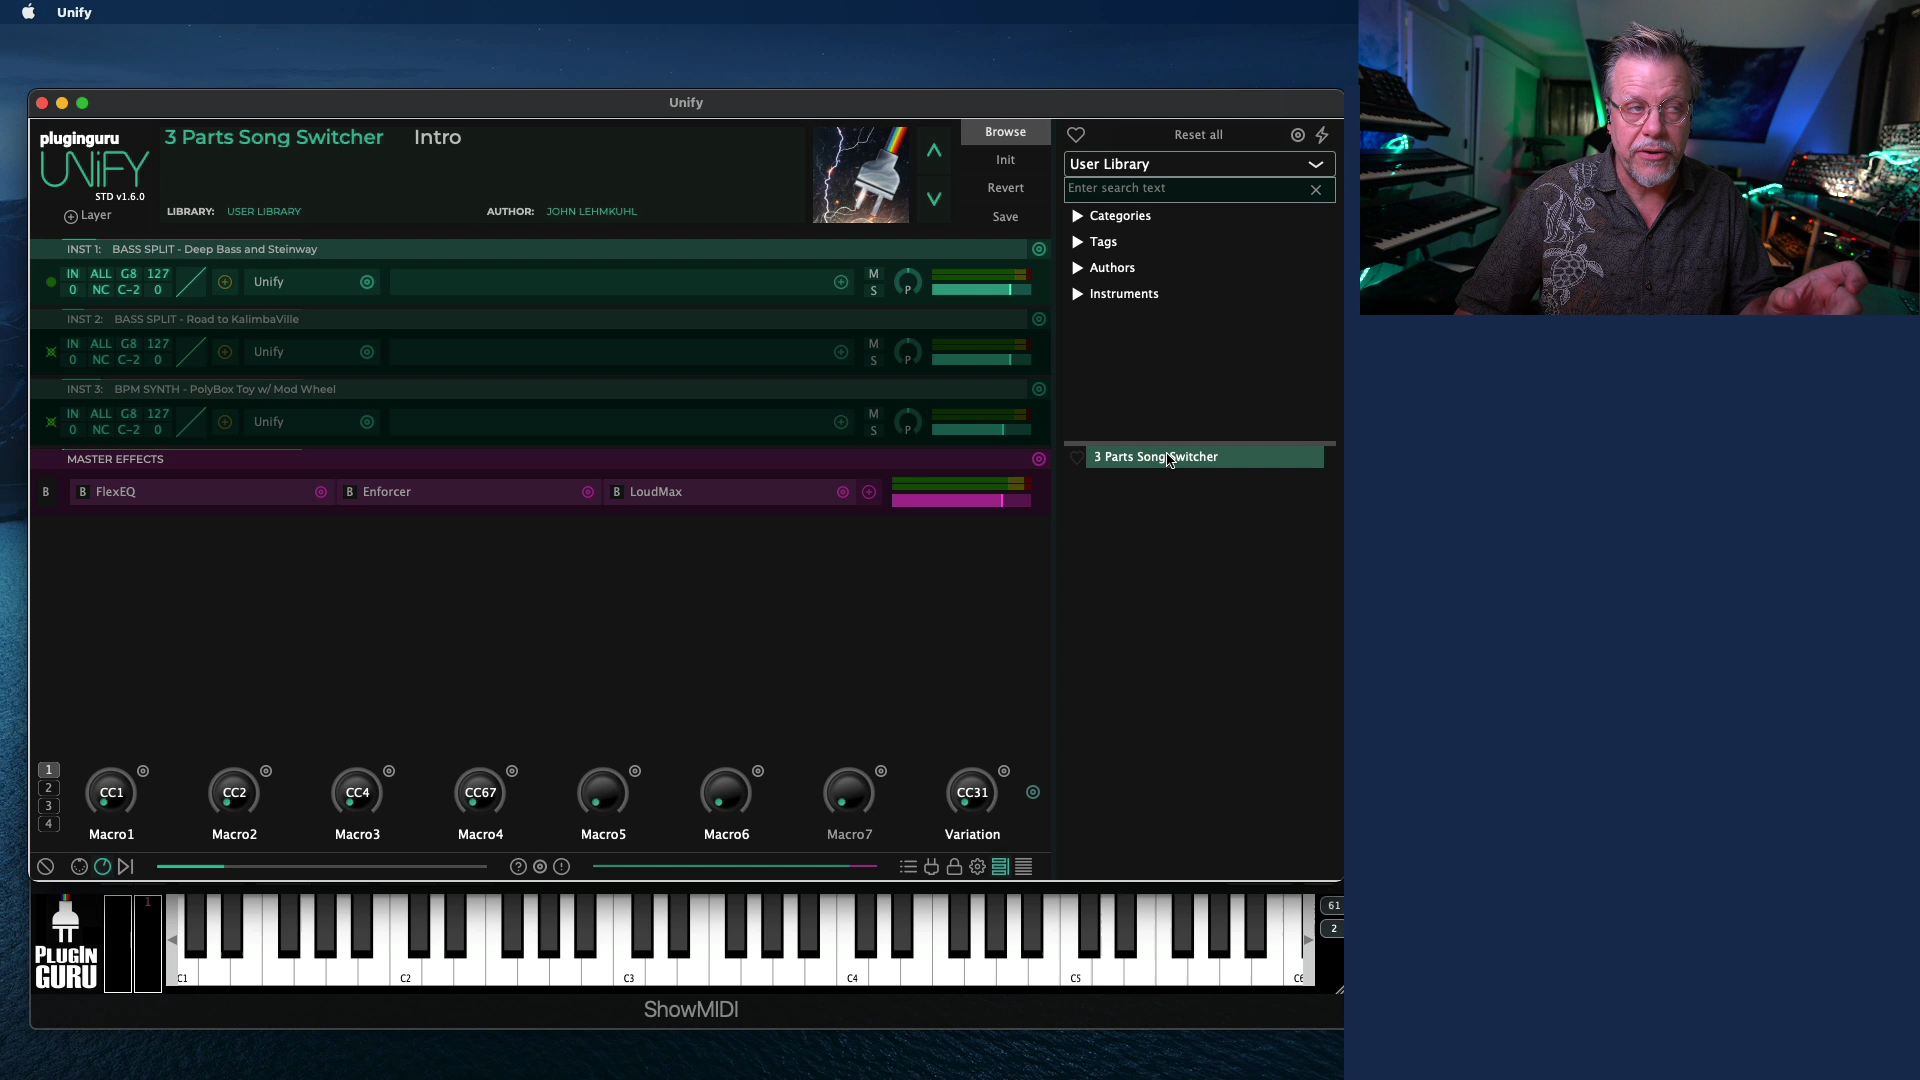 Unify
Unify
pluginguru
UNIFY
STD v1.6.0
Layer
3 Parts Song Switcher Intro
LIBRARY: USER LIBRARY
AUTHOR: JOHN LEHMKUHL
Browse
Init
Revert
Save
Reset all
User Library
Enter search text
Categories
Tags
Authors
Instruments
3 Parts Song Switcher
INST 1: BASS SPLIT - Deep Bass and Steinway
IN ALL G8 127
0 NC C-2 0
Unify
M
S
P
INST 2: BASS SPLIT - Road to KalimbaVille
IN ALL G8 127
0 NC C-2 0
Unify
M
S
P
INST 3: BPM SYNTH - PolyBox Toy w/ Mod Wheel
IN ALL G8 127
0 NC C-2 0
Unify
M
S
P
MASTER EFFECTS
B
B FlexEQ
B Enforcer
B LoudMax
1
2
3
4
CC1
CC2
CC4
CC67
CC31
Macro1
Macro2
Macro3
Macro4
Macro5
Macro6
Macro7
Variation
PLUGIN
GURU
1
C1
C2
C3
C4
C5
61
2
ShowMIDI